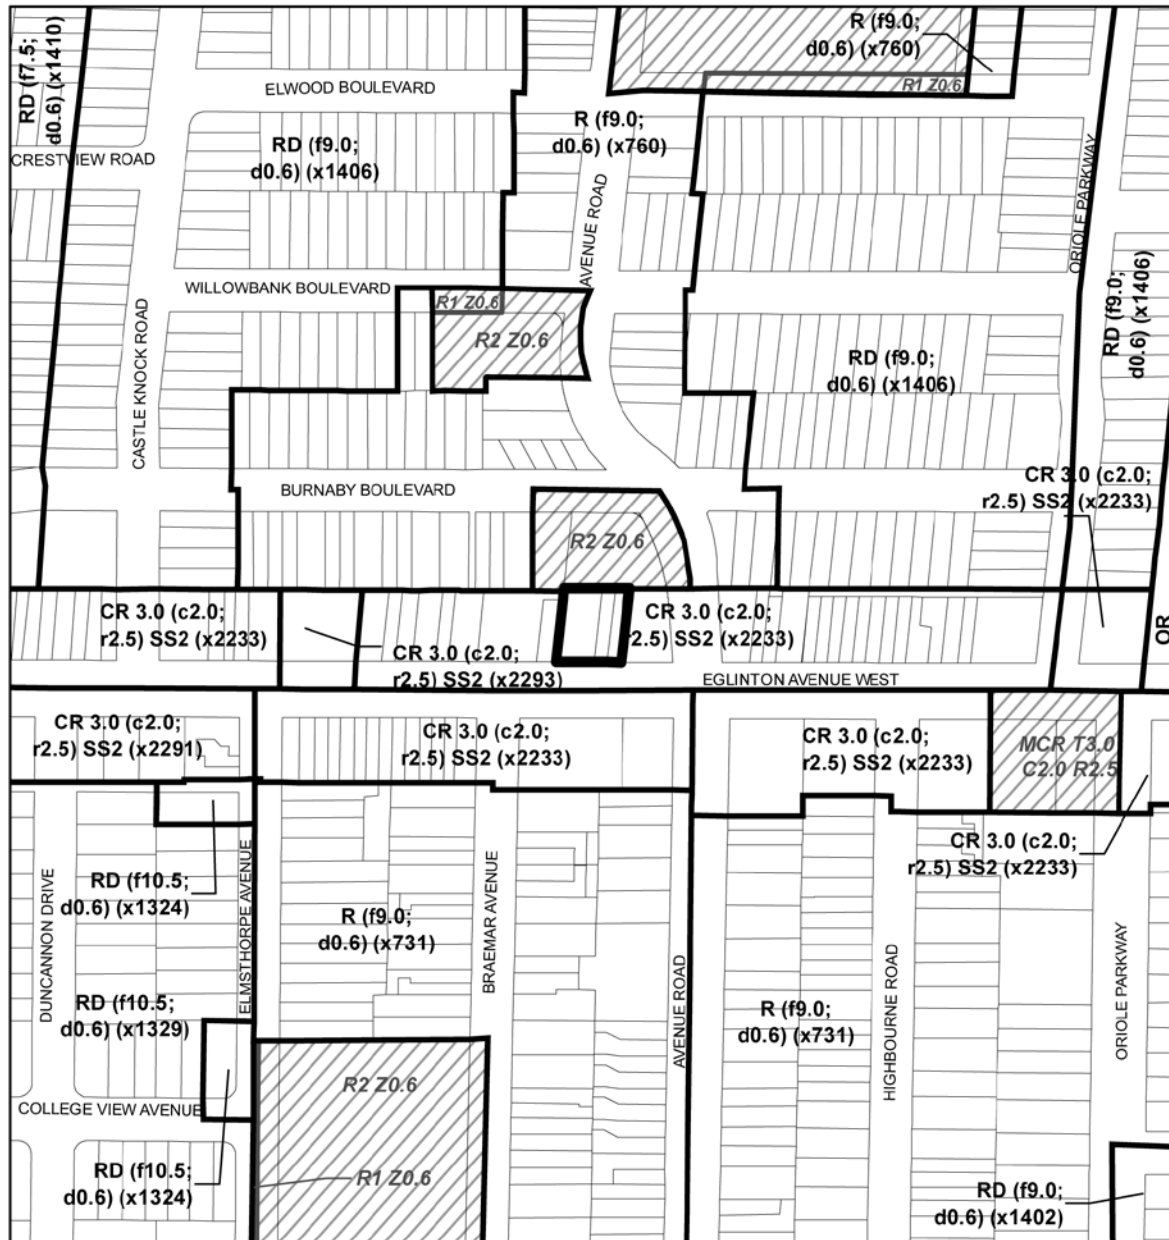 RD (f7.5;
d0.6) (x1410)
R (f9.0;
d0.6) (x760)
R1 Z0.6
ELWOOD BOULEVARD
R (f9.0;
d0.6) (x760)
CRESTVIEW ROAD
RD (f9.0;
d0.6) (x1406)
ORIOLE PARKWAY
AVENUE ROAD
WILLOWBANK BOULEVARD
R1 Z0.6
R2 Z0.6
RD (f9.0;
d0.6) (x1406)
CASTLE KNOCK ROAD
RD (f9.0;
d0.6) (x1406)
BURNABY BOULEVARD
CR 3.0 (c2.0;
r2.5) SS2 (x2233)
R2 Z0.6
CR 3.0 (c2.0;
r2.5) SS2 (x2233)
CR 3.0 (c2.0;
r2.5) SS2 (x2293)
CR 3.0 (c2.0;
r2.5) SS2 (x2233)
OR
EGLINTON AVENUE WEST
CR 3.0 (c2.0;
r2.5) SS2 (x2291)
CR 3.0 (c2.0;
r2.5) SS2 (x2233)
CR 3.0 (c2.0;
r2.5) SS2 (x2233)
MCR T3.0
C2.0 R2.5
CR 3.0 (c2.0;
r2.5) SS2 (x2233)
RD (f10.5;
d0.6) (x1324)
DUNCANNON DRIVE
ELMSTHORPE AVENUE
R (f9.0;
d0.6) (x731)
BRAEMAR AVENUE
AVENUE ROAD
HIGHBOURNE ROAD
ORIOLE PARKWAY
RD (f10.5;
d0.6) (x1329)
R (f9.0;
d0.6) (x731)
R2 Z0.6
COLLEGE VIEW AVENUE
RD (f10.5;
d0.6) (x1324)
R1 Z0.6
RD (f9.0;
d0.6) (x1402)